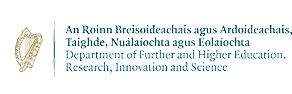 An Roinn Breisoideachais agus Ardoideachais,
Taighde, Nuálaíochta agus Eolaíochta
Department of Further and Higher Education,
Research, Innovation and Science